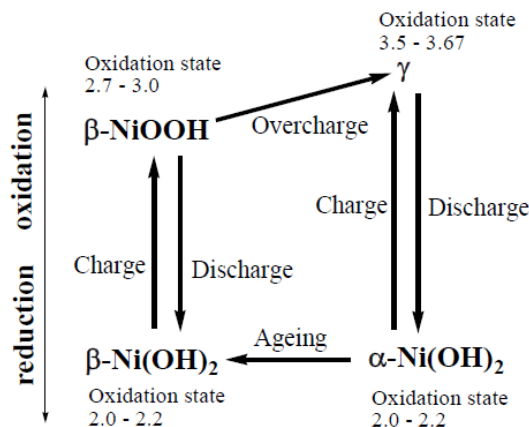 Oxidation state
3.5 - 3.67
γ
Oxidation state
2.7 - 3.0
β-NiOOH
Overcharge
oxidation
reduction
Charge
Discharge
Charge
Discharge
β-Ni(OH)₂
Ageing
α-Ni(OH)₂
Oxidation state
2.0 - 2.2
Oxidation state
2.0 - 2.2